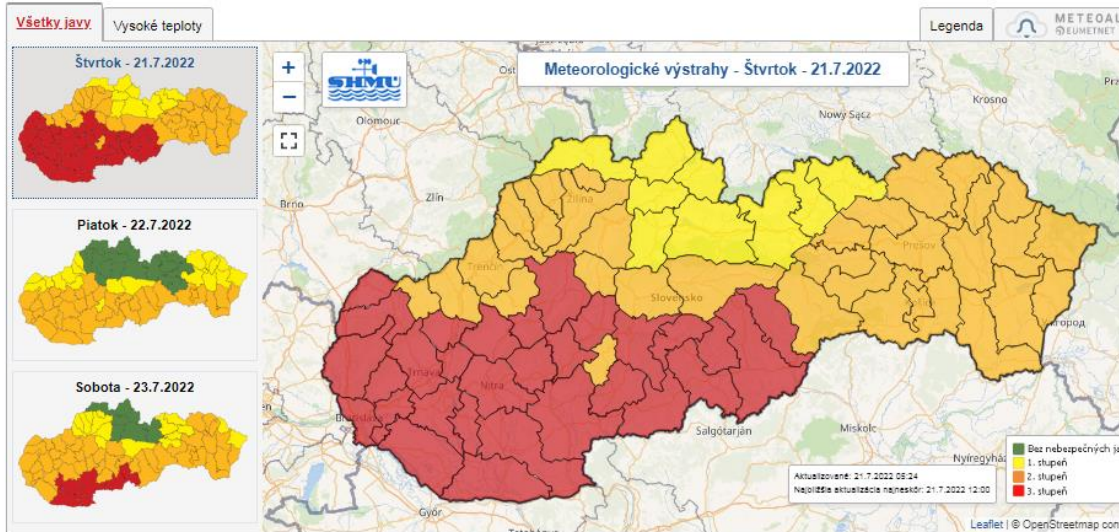 Všetky javy
Vysoké teploty
Legenda
METEOAL
EUMETNET
Štvrtok - 21.7.2022
Piatok - 22.7.2022
Sobota - 23.7.2022
+
−
SHMU
Meteorologické výstrahy - Štvrtok - 21.7.2022
Olomouc
Nowy Sącz
Krosno
Zlín
Brno
Žilina
Trenčín
Prešov
Slovensko
Trnava
Nitra
Bratislava
Salgótarján
Miskolc
Nyíregyház
Győr
Bez nebezpečných ja
1. stupeň
2. stupeň
3. stupeň
Aktualizované: 21.7.2022 05:24
Najbližšia aktualizácia najneskôr: 21.7.2022 12:00
Leaflet | © OpenStreetmap con